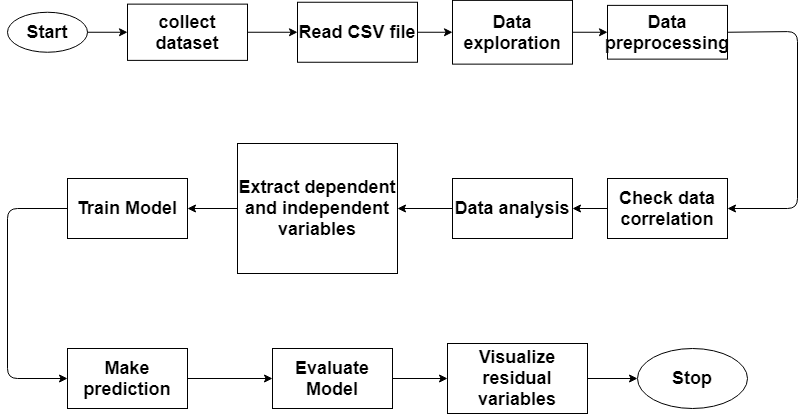 Start
collect
dataset
Read CSV file
Data
exploration
Data
preprocessing
Check data
correlation
Data analysis
Extract dependent
and independent
variables
Train Model
Make
prediction
Evaluate
Model
Visualize
residual
variables
Stop